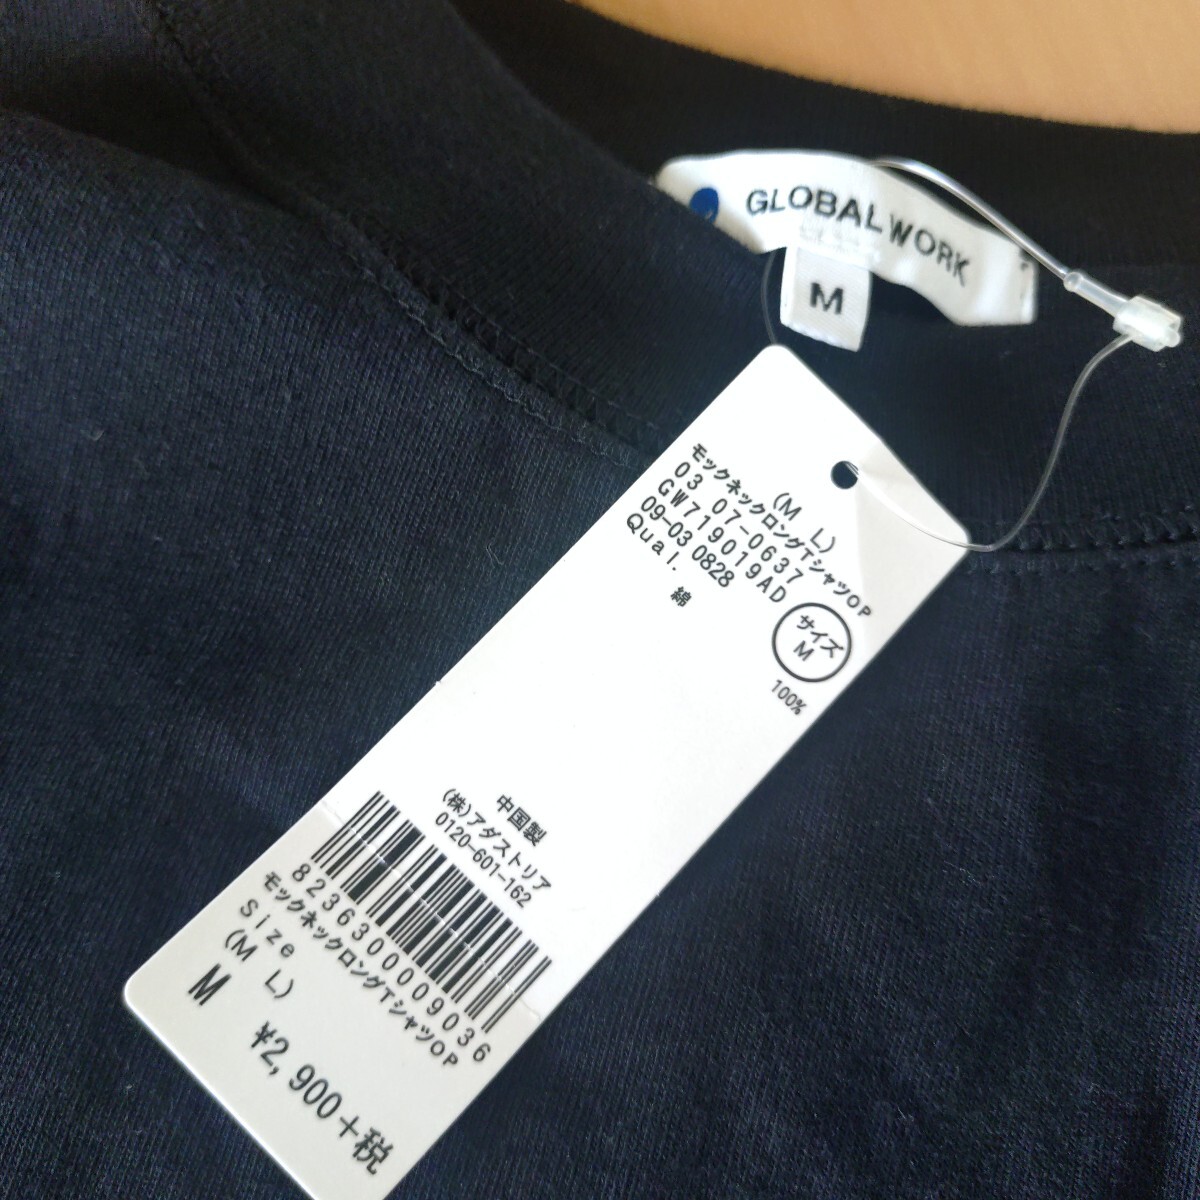 GLOBAL WORK
M
(M L)
モックネックロングTシャツOP
03 07-0637
GW719019AD
09-03 0828
Qual.
サイズ
M
綿 100%
中国製
(株)アダストリア
0120-601-162
8236300009036
モックネックロングTシャツOP
Size
(M L)
M
¥2,900+税